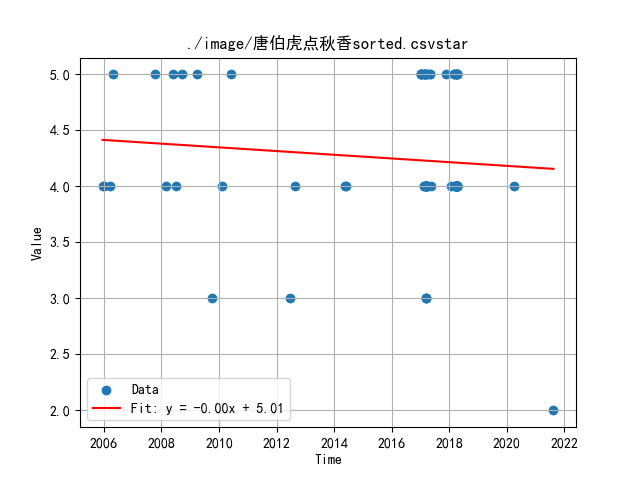 ./image/唐伯虎点秋香sorted.csvstar
5.0
4.5
4.0
3.5
3.0
2.5
2.0
Value
Data
Fit: y = -0.00x + 5.01
2006 2008 2010 2012 2014 2016 2018 2020 2022
Time